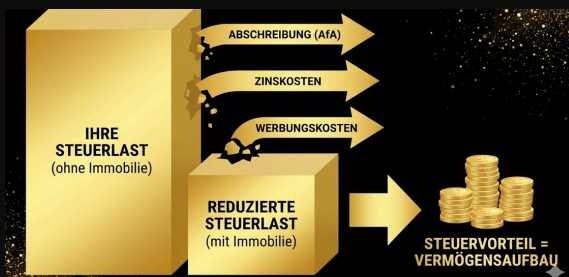 ABSCHREIBUNG (AfA)
ZINSKOSTEN
WERBUNGSKOSTEN
IHRE
STEUERLAST
(ohne Immobilie)
REDUZIERTE
STEUERLAST
(mit Immobilie)
STEUERVORTEIL =
VERMÖGENSAUFBAU